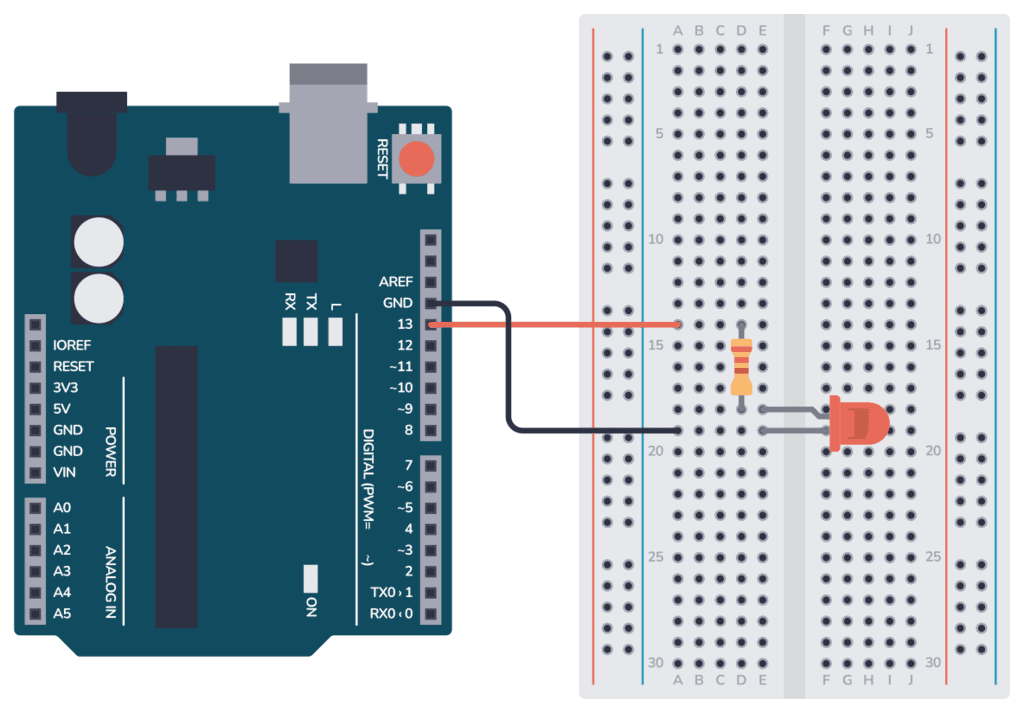 RESET
RX
TX
L
AREF
GND
13
12
~11
~10
~9
8
7
~6
~5
4
~3
2
TX0 › 1
RX0 ‹ 0
DIGITAL (PWM= ~)
IOREF
RESET
3V3
5V
GND
GND
VIN
POWER
A0
A1
A2
A3
A4
A5
ANALOG IN
ON
A B C D E F G H I J
1 1
5 5
10 10
15 15
20 20
25 25
30 30
A B C D E F G H I J